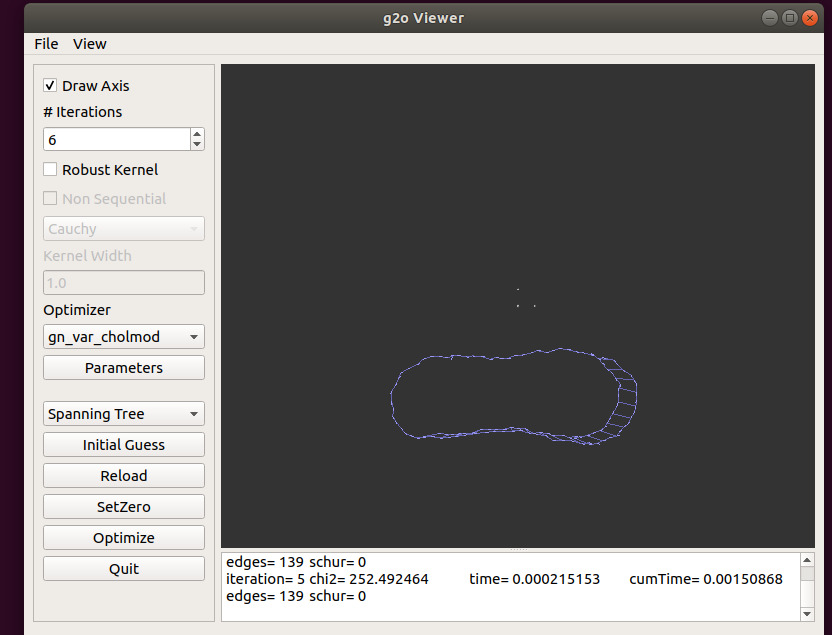 g2o Viewer
File View
Draw Axis
# Iterations
6
Robust Kernel
Non Sequential
Cauchy
Kernel Width
1.0
Optimizer
gn_var_cholmod
Parameters
Spanning Tree
Initial Guess
Reload
SetZero
Optimize
Quit
edges= 139 schur= 0
iteration= 5 chi2= 252.492464 time= 0.000215153 cumTime= 0.00150868
edges= 139 schur= 0